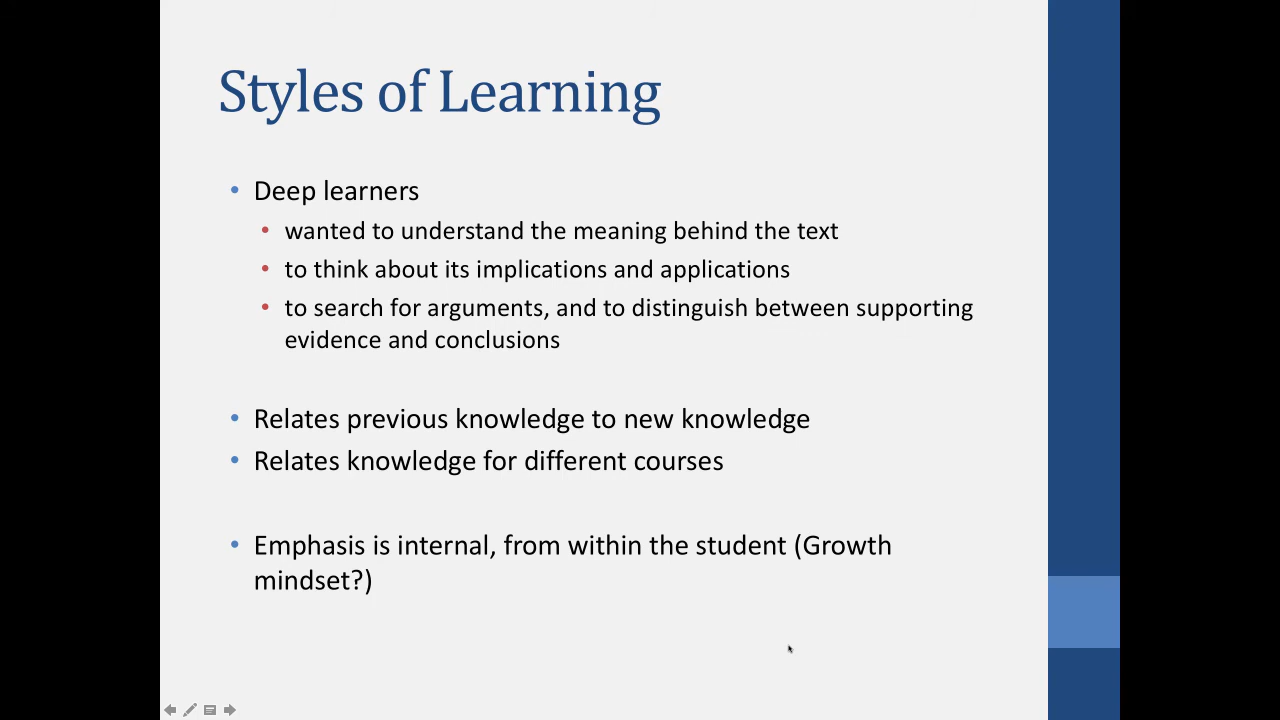 Styles of Learning
• Deep learners
• wanted to understand the meaning behind the text
• to think about its implications and applications
• to search for arguments, and to distinguish between supporting
evidence and conclusions
• Relates previous knowledge to new knowledge
• Relates knowledge for different courses
• Emphasis is internal, from within the student (Growth
mindset?)